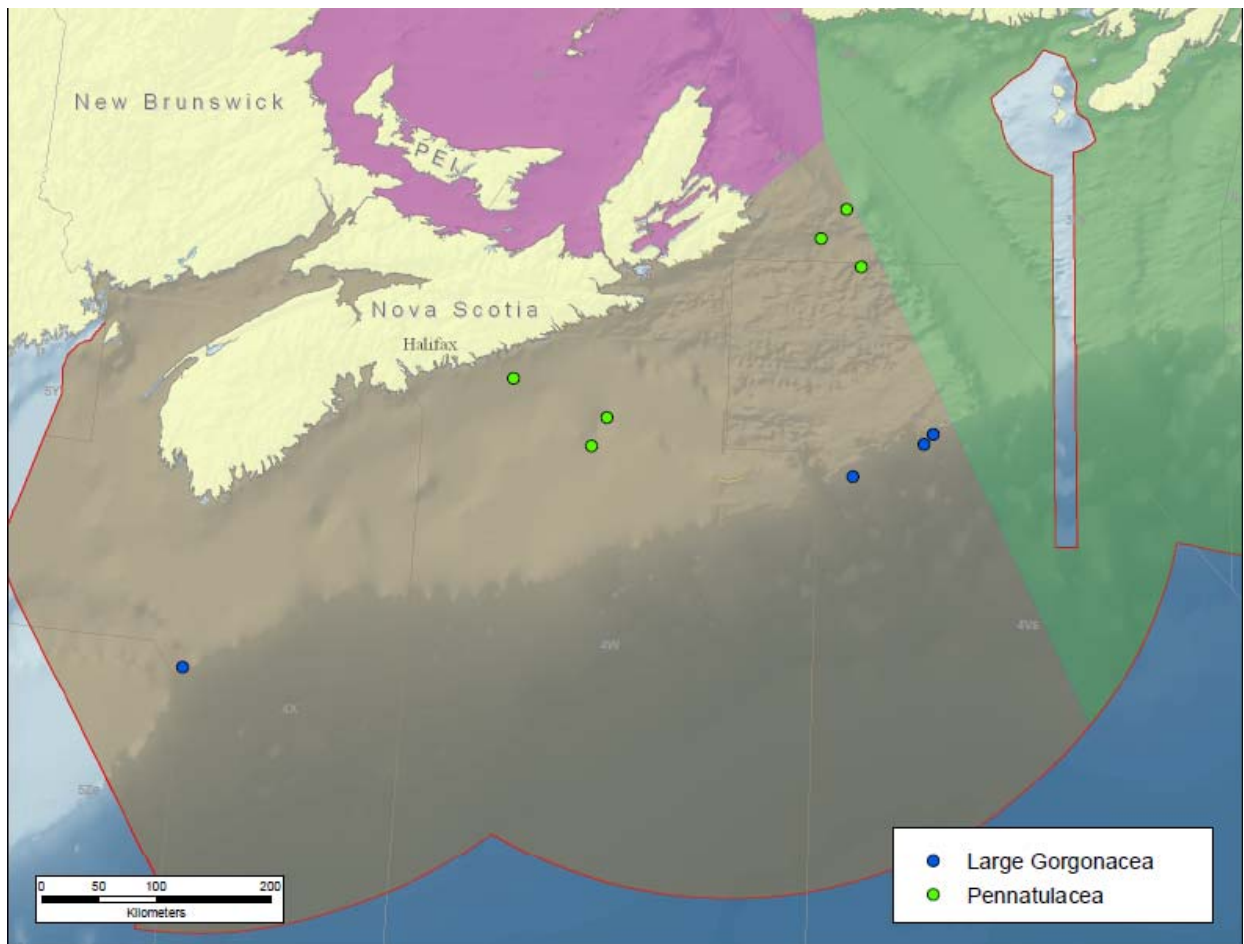 New Brunswick
PEI
Nova Scotia
Halifax
5Y
4W
4Vs
4X
5Ze
Large Gorgonacea
Pennatulacea
0 50 100 200
Kilometers